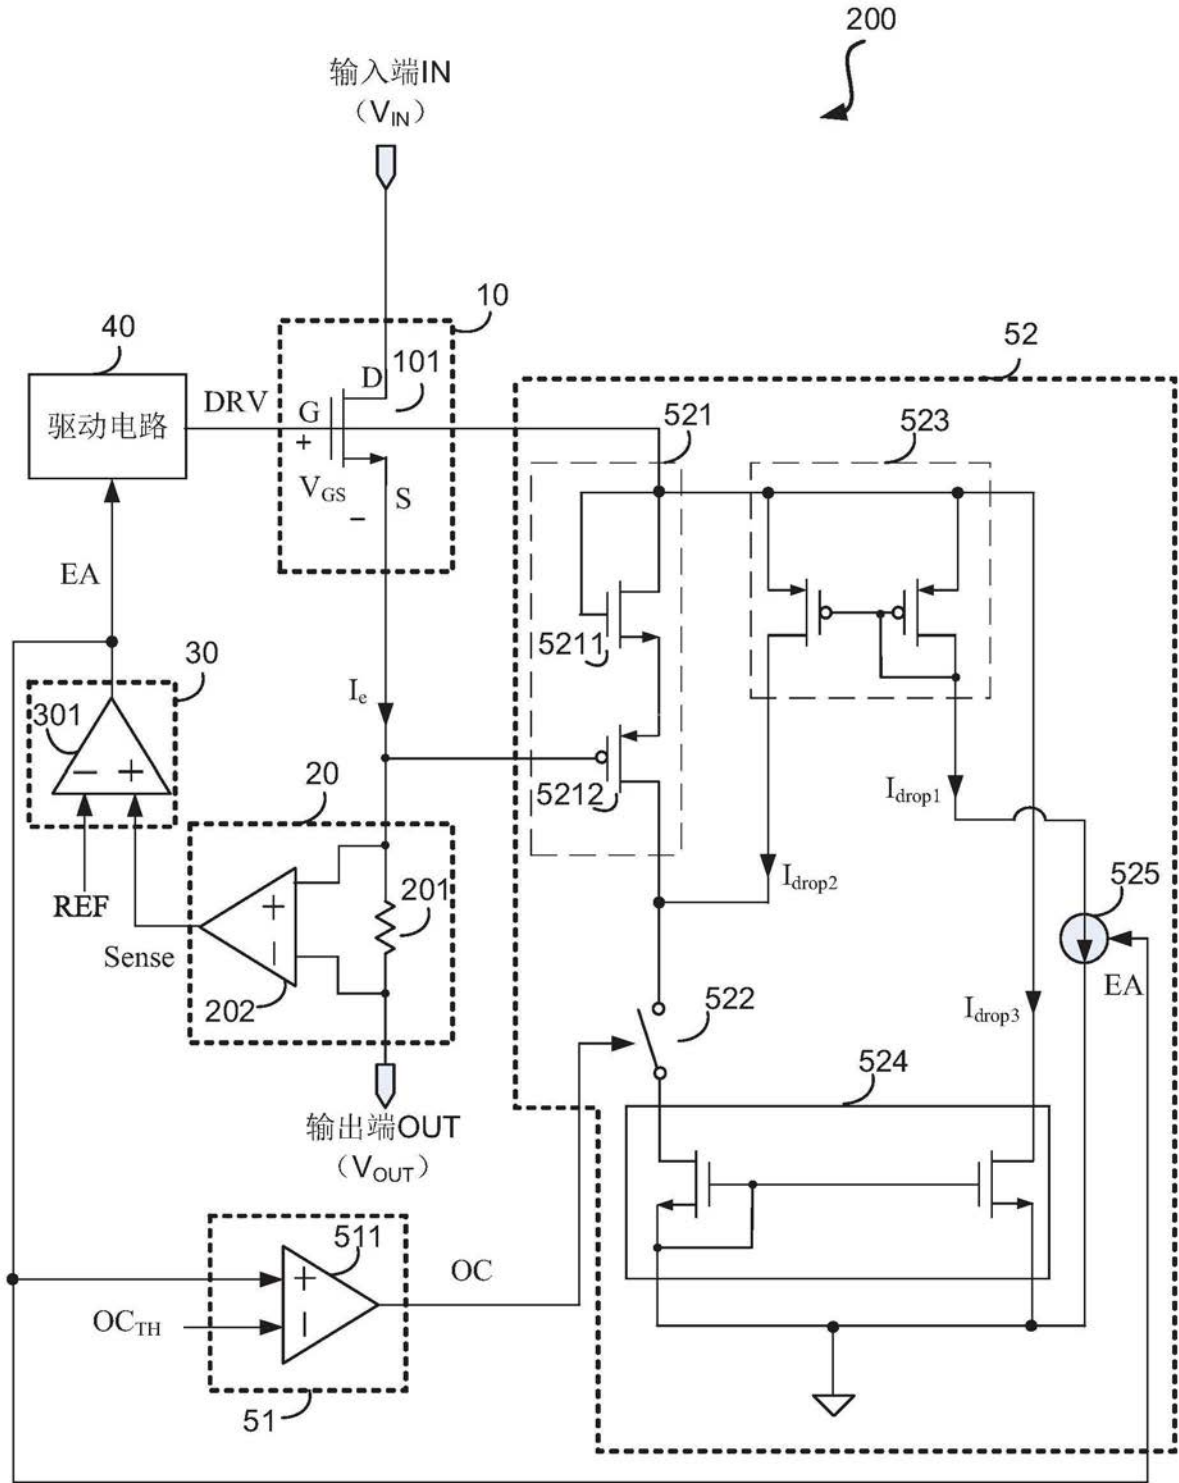 200
输入端IN
（VIN）
10
40
52
D
101
DRV
G
521
523
驱动电路
+
VGS
S
−
EA
5211
30
Ie
301
− +
20
5212
Idrop1
Idrop2
525
201
REF
+
−
Sense
EA
202
522
Idrop3
524
输出端OUT
（VOUT）
511
OC
+
OCTH
−
51